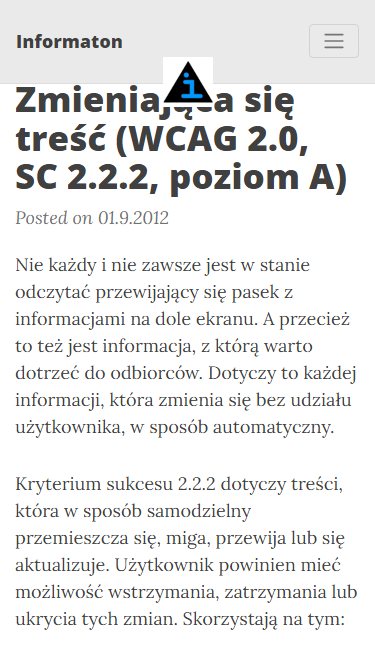 Informaton
i
Zmieniająca się
treść (WCAG 2.0,
SC 2.2.2, poziom A)
Posted on 01.9.2012
Nie każdy i nie zawsze jest w stanie
odczytać przewijający się pasek z
informacjami na dole ekranu. A przecież
to też jest informacja, z którą warto
dotrzeć do odbiorców. Dotyczy to każdej
informacji, która zmienia się bez udziału
użytkownika, w sposób automatyczny.
Kryterium sukcesu 2.2.2 dotyczy treści,
która w sposób samodzielny
przemieszcza się, miga, przewija lub się
aktualizuje. Użytkownik powinien mieć
możliwość wstrzymania, zatrzymania lub
ukrycia tych zmian. Skorzystają na tym: